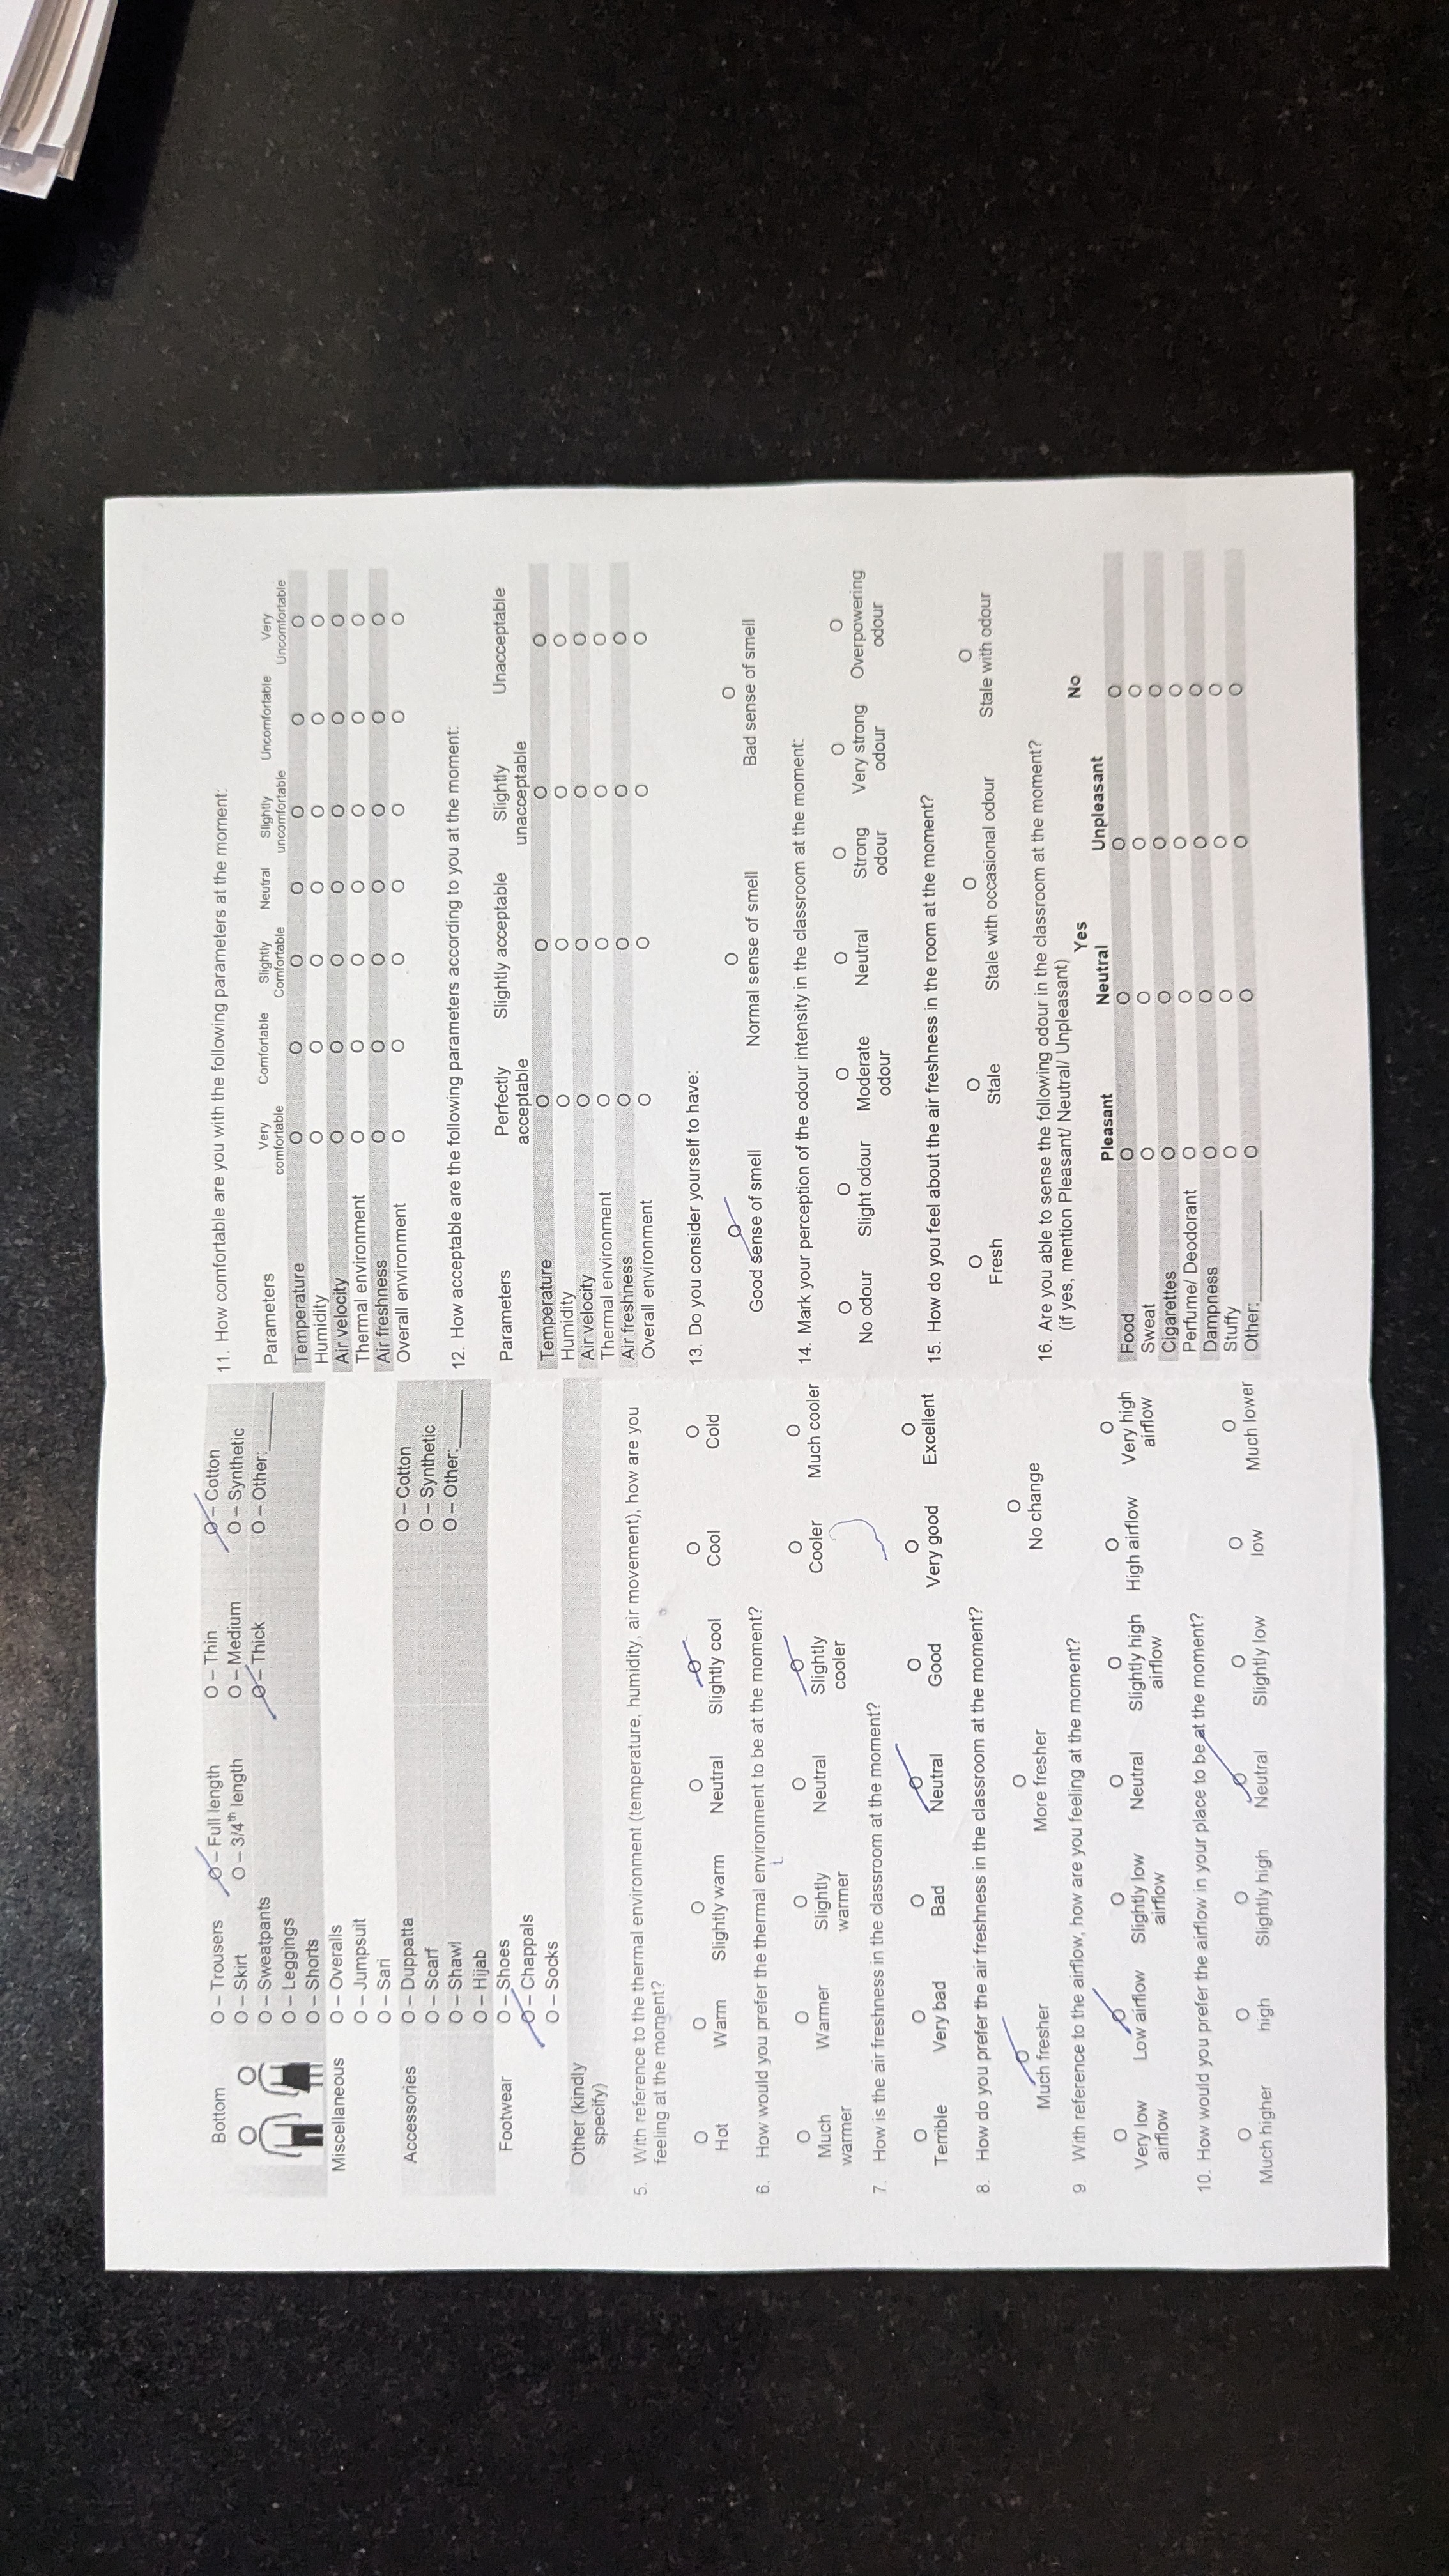 Bottom
O – Trousers
O – Skirt
O – Sweatpants
O – Leggings
O – Shorts
O – Full length
O – 3/4th length
O – Thin
O – Medium
O – Thick
O – Cotton
O – Synthetic
O – Other:______
Miscellaneous
O – Overalls
O – Jumpsuit
O – Sari
Accessories
O – Duppatta
O – Scarf
O – Shawl
O – Hijab
O – Cotton
O – Synthetic
O – Other:______
Footwear
O – Shoes
O – Chappals
O – Socks
Other (kindly
specify)
5. With reference to the thermal environment (temperature, humidity, air movement), how are you
feeling at the moment?
O O O O O O O
Hot Warm Slightly warm Neutral Slightly cool Cool Cold
6. How would you prefer the thermal environment to be at the moment?
O O O O O O O
Much warmer Warmer Slightly warmer Neutral Slightly cooler Cooler Much cooler
7. How is the air freshness in the classroom at the moment?
O O O O O O O
Terrible Very bad Bad Neutral Good Very good Excellent
8. How do you prefer the air freshness in the classroom at the moment?
O O O
Much fresher More fresher No change
9. With reference to the airflow, how are you feeling at the moment?
O O O O O O O
Very low airflow Low airflow Slightly low airflow Neutral Slightly high airflow High airflow Very high airflow
10. How would you prefer the airflow in your place to be at the moment?
O O O O O O O
Much higher high Slightly high Neutral Slightly low low Much lower
11. How comfortable are you with the following parameters at the moment:
Parameters Very comfortable Comfortable Slightly Comfortable Neutral Slightly uncomfortable Uncomfortable Very Uncomfortable
Temperature O O O O O O O
Humidity O O O O O O O
Air velocity O O O O O O O
Thermal environment O O O O O O O
Air freshness O O O O O O O
Overall environment O O O O O O O
12. How acceptable are the following parameters according to you at the moment:
Parameters Perfectly acceptable Slightly acceptable Slightly unacceptable Unacceptable
Temperature O O O O
Humidity O O O O
Air velocity O O O O
Thermal environment O O O O
Air freshness O O O O
Overall environment O O O O
13. Do you consider yourself to have:
O O O
Good sense of smell Normal sense of smell Bad sense of smell
14. Mark your perception of the odour intensity in the classroom at the moment:
O O O O O O O
No odour Slight odour Moderate odour Neutral Strong odour Very strong odour Overpowering odour
15. How do you feel about the air freshness in the room at the moment?
O O O O
Fresh Stale Stale with occasional odour Stale with odour
16. Are you able to sense the following odour in the classroom at the moment?
(if yes, mention Pleasant/ Neutral/ Unpleasant)
Yes No
Pleasant Neutral Unpleasant
Food O O O O
Sweat O O O O
Cigarettes O O O O
Perfume/ Deodorant O O O O
Dampness O O O O
Stuffy O O O O
Other:__________ O O O O